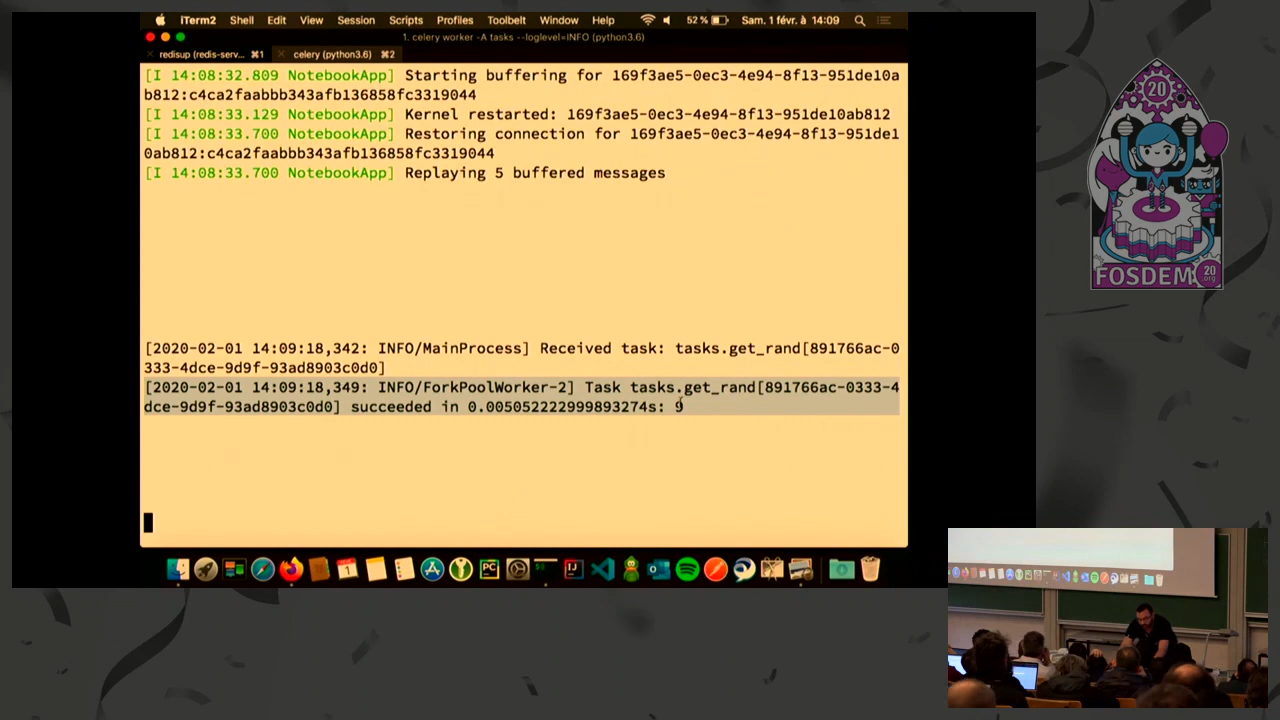 iTerm2 Shell Edit View Session Scripts Profiles Toolbelt Window Help 52 % Sam. 1 févr. à 14:09
1. celery worker -A tasks --loglevel=INFO (python3.6)
redisup (redis-serv... ⌘1 celery (python3.6) ⌘2
[I 14:08:32.809 NotebookApp] Starting buffering for 169f3ae5-0ec3-4e94-8f13-951de10a
b812:c4ca2faabbb343afb136858fc3319044
[I 14:08:33.129 NotebookApp] Kernel restarted: 169f3ae5-0ec3-4e94-8f13-951de10ab812
[I 14:08:33.700 NotebookApp] Restoring connection for 169f3ae5-0ec3-4e94-8f13-951de1
0ab812:c4ca2faabbb343afb136858fc3319044
[I 14:08:33.700 NotebookApp] Replaying 5 buffered messages
[2020-02-01 14:09:18,342: INFO/MainProcess] Received task: tasks.get_rand[891766ac-0
333-4dce-9d9f-93ad8903c0d0]
[2020-02-01 14:09:18,349: INFO/ForkPoolWorker-2] Task tasks.get_rand[891766ac-0333-4
dce-9d9f-93ad8903c0d0] succeeded in 0.005052222999893274s: 9
20
FOSDEM 20
.org
1
PC
IJ